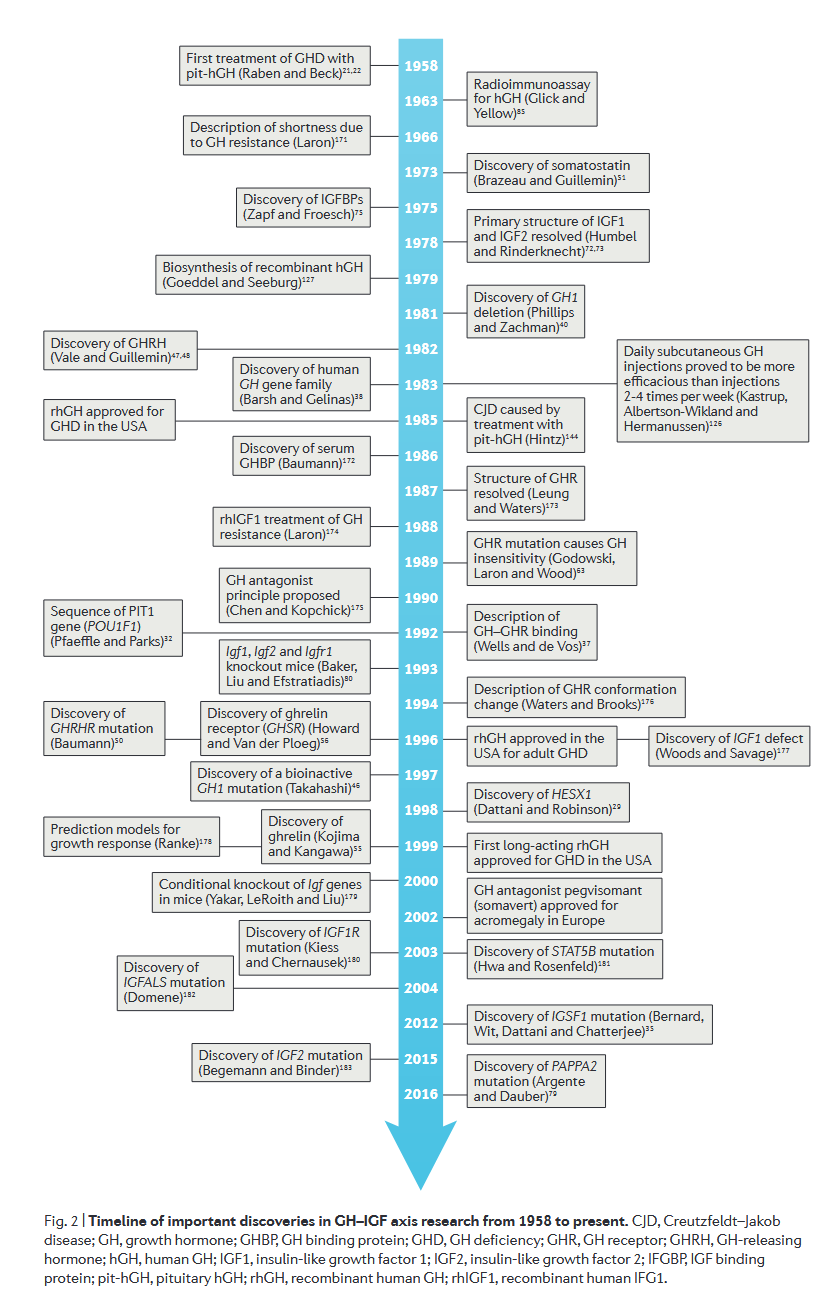 First treatment of GHD with
pit-hGH (Raben and Beck)²¹,²²
1958
Radioimmunoassay
for hGH (Glick and
Yellow)⁸⁵
1963
Description of shortness due
to GH resistance (Laron)¹⁷¹
1966
1973
Discovery of somatostatin
(Brazeau and Guillemin)⁵¹
Discovery of IGFBPs
(Zapf and Froesch)⁷⁵
1975
1978
Primary structure of IGF1
and IGF2 resolved (Humbel
and Rinderknecht)⁷²,⁷³
Biosynthesis of recombinant hGH
(Goeddel and Seeburg)¹²⁷
1979
1981
Discovery of GH1
deletion (Phillips
and Zachman)⁴⁰
Discovery of GHRH
(Vale and Guillemin)⁴⁷,⁴⁸
1982
Discovery of human
GH gene family
(Barsh and Gelinas)³⁸
1983
Daily subcutaneous GH
injections proved to be more
efficacious than injections
2-4 times per week (Kastrup,
Albertson-Wikland and
Hermanussen)¹²⁶
rhGH approved for
GHD in the USA
1985
CJD caused by
treatment with
pit-hGH (Hintz)¹⁴⁴
Discovery of serum
GHBP (Baumann)¹⁷²
1986
1987
Structure of GHR
resolved (Leung
and Waters)¹⁷³
rhIGF1 treatment of GH
resistance (Laron)¹⁷⁴
1988
1989
GHR mutation causes GH
insensitivity (Godowski,
Laron and Wood)⁶³
GH antagonist
principle proposed
(Chen and Kopchick)¹⁷⁵
1990
Sequence of PIT1
gene (POU1F1)
(Pfaeffle and Parks)³²
1992
Description of
GH–GHR binding
(Wells and de Vos)³⁷
Igf1, Igf2 and Igfr1
knockout mice (Baker,
Liu and Efstratiadis)⁸⁰
1993
1994
Description of GHR conformation
change (Waters and Brooks)¹⁷⁶
Discovery of
GHRHR mutation
(Baumann)⁵⁰
Discovery of ghrelin
receptor (GHSR) (Howard
and Van der Ploeg)⁵⁶
1996
rhGH approved in the
USA for adult GHD
Discovery of IGF1 defect
(Woods and Savage)¹⁷⁷
Discovery of a bioinactive
GH1 mutation (Takahashi)⁴⁶
1997
1998
Discovery of HESX1
(Dattani and Robinson)²⁹
Prediction models for
growth response (Ranke)¹⁷⁸
Discovery of
ghrelin (Kojima
and Kangawa)⁵⁵
1999
First long-acting rhGH
approved for GHD in the USA
Conditional knockout of Igf genes
in mice (Yakar, LeRoith and Liu)¹⁷⁹
2000
2002
GH antagonist pegvisomant
(somavert) approved for
acromegaly in Europe
Discovery of IGF1R
mutation (Kiess
and Chernausek)¹⁸⁰
2003
Discovery of STAT5B mutation
(Hwa and Rosenfeld)¹⁸¹
Discovery of
IGFALS mutation
(Domene)¹⁸²
2004
2012
Discovery of IGSF1 mutation (Bernard,
Wit, Dattani and Chatterjee)³⁵
Discovery of IGF2 mutation
(Begemann and Binder)¹⁸³
2015
2016
Discovery of PAPPA2
mutation (Argente
and Dauber)⁷⁹
Fig. 2 | Timeline of important discoveries in GH–IGF axis research from 1958 to present. CJD, Creutzfeldt–Jakob
disease; GH, growth hormone; GHBP, GH binding protein; GHD, GH deficiency; GHR, GH receptor; GHRH, GH-releasing
hormone; hGH, human GH; IGF1, insulin-like growth factor 1; IGF2, insulin-like growth factor 2; IFGBP, IGF binding
protein; pit-hGH, pituitary hGH; rhGH, recombinant human GH; rhIGF1, recombinant human IFG1.